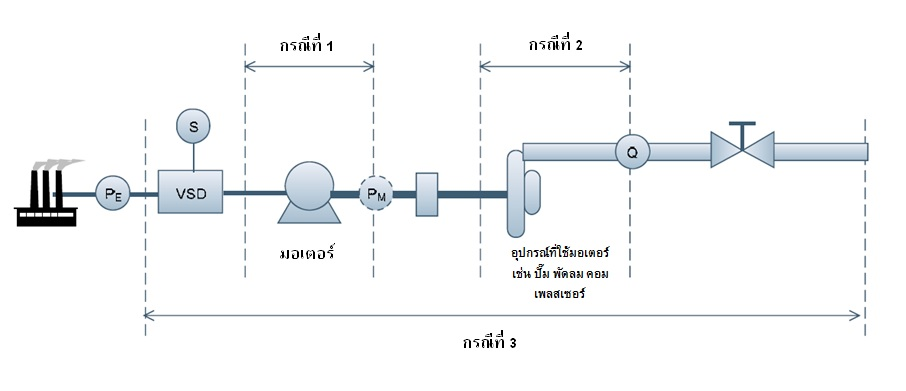 กรณีที่ 1
กรณีที่ 2
S
Q
PE
VSD
PM
มอเตอร์
อุปกรณ์ที่ใช้มอเตอร์
เช่น ปั๊ม พัดลม คอม
เพลสเซอร์
กรณีที่ 3